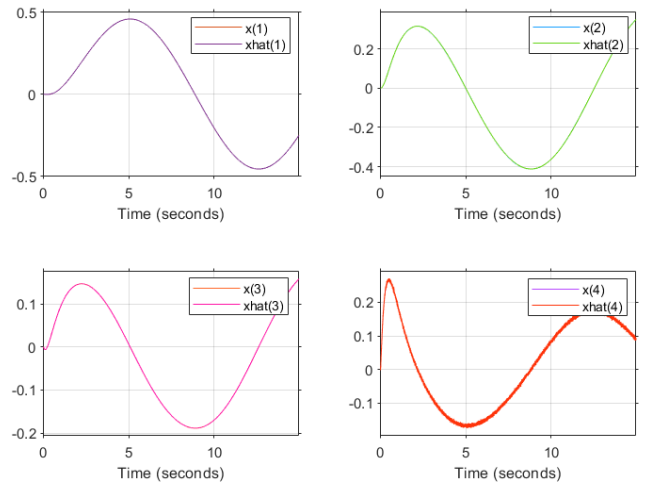 0.5
0
-0.5
0
5
10
Time (seconds)
x(1)
xhat(1)
0.2
0
-0.2
-0.4
0
5
10
Time (seconds)
x(2)
xhat(2)
0.1
0
-0.1
-0.2
0
5
10
Time (seconds)
x(3)
xhat(3)
0.2
0.1
0
-0.1
0
5
10
Time (seconds)
x(4)
xhat(4)